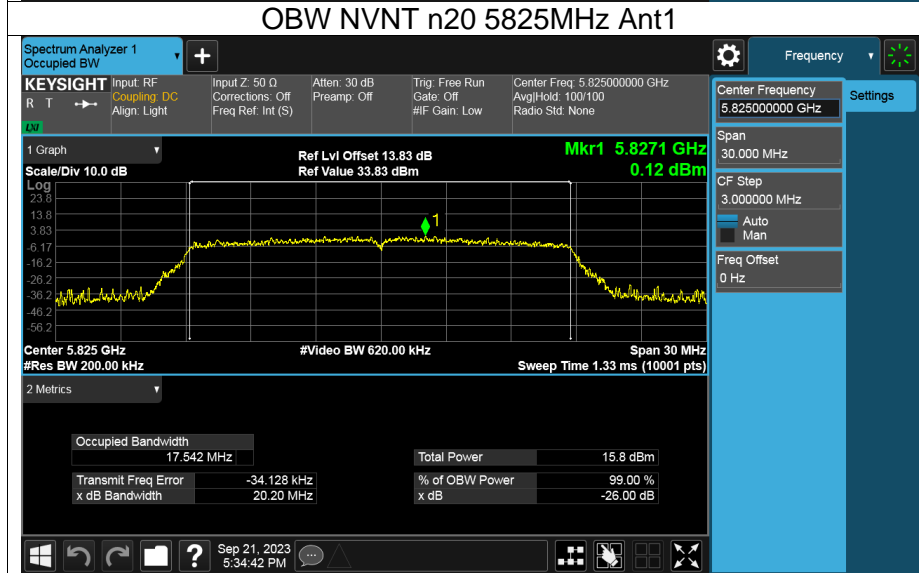 OBW NVNT n20 5825MHz Ant1
Spectrum Analyzer 1
Occupied BW
+
Frequency
KEYSIGHT
R T
LXI
Input: RF
Coupling: DC
Align: Light
Input Z: 50 Ω
Corrections: Off
Freq Ref: Int (S)
Atten: 30 dB
Preamp: Off
Trig: Free Run
Gate: Off
#IF Gain: Low
Center Freq: 5.825000000 GHz
Avg|Hold: 100/100
Radio Std: None
Center Frequency
5.825000000 GHz
Settings
Span
30.000 MHz
CF Step
3.000000 MHz
Auto
Man
Freq Offset
0 Hz
1 Graph
Scale/Div 10.0 dB
Ref Lvl Offset 13.83 dB
Ref Value 33.83 dBm
Mkr1 5.8271 GHz
0.12 dBm
Log
23.8
13.8
3.83
-6.17
-16.2
-26.2
-36.2
-46.2
-56.2
1
Center 5.825 GHz
#Res BW 200.00 kHz
#Video BW 620.00 kHz
Span 30 MHz
Sweep Time 1.33 ms (10001 pts)
2 Metrics
Occupied Bandwidth
17.542 MHz
Total Power 15.8 dBm
Transmit Freq Error -34.128 kHz
% of OBW Power 99.00 %
x dB Bandwidth 20.20 MHz
x dB -26.00 dB
?
Sep 21, 2023
5:34:42 PM